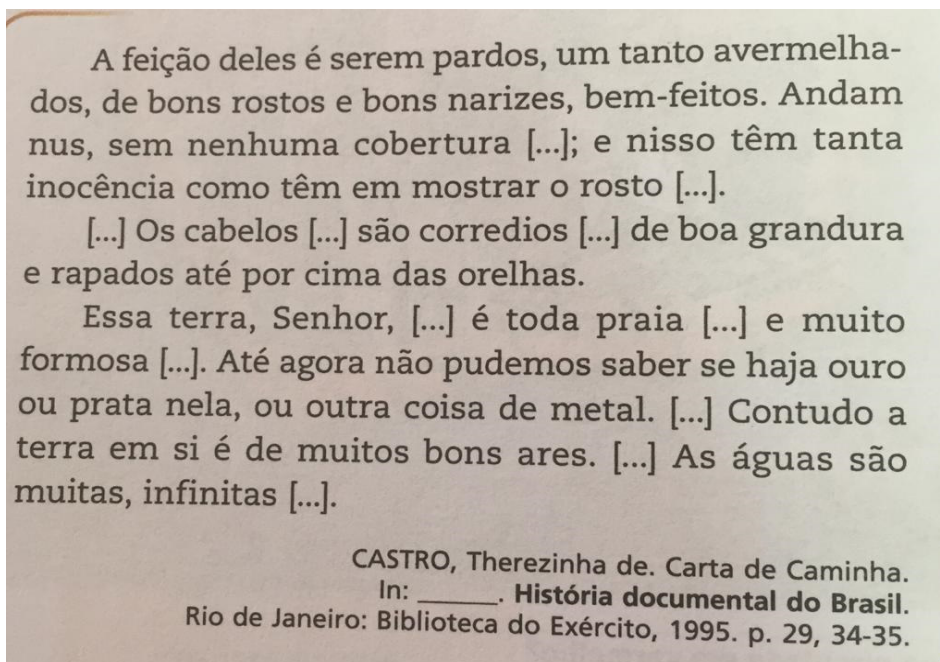 A feição deles é serem pardos, um tanto avermelha-
dos, de bons rostos e bons narizes, bem-feitos. Andam
nus, sem nenhuma cobertura [...]; e nisso têm tanta
inocência como têm em mostrar o rosto [...].
[...] Os cabelos [...] são corredios [...] de boa grandura
e rapados até por cima das orelhas.
Essa terra, Senhor, [...] é toda praia [...] e muito
formosa [...]. Até agora não pudemos saber se haja ouro
ou prata nela, ou outra coisa de metal. [...] Contudo a
terra em si é de muitos bons ares. [...] As águas são
muitas, infinitas [...].
CASTRO, Therezinha de. Carta de Caminha.
In: ______. História documental do Brasil.
Rio de Janeiro: Biblioteca do Exército, 1995. p. 29, 34-35.